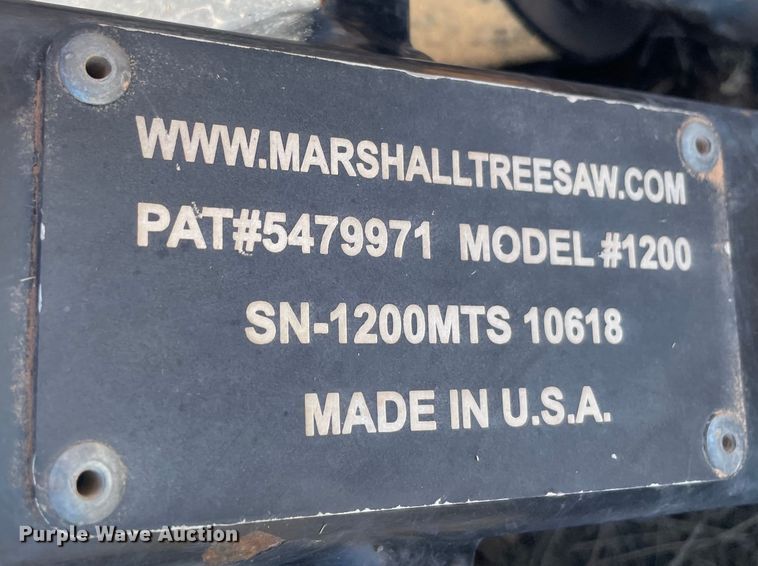 WWW.MARSHALLTREESAW.COM
PAT#5479971 MODEL #1200
SN-1200MTS 10618
MADE IN U.S.A.
Purple Wave Auction